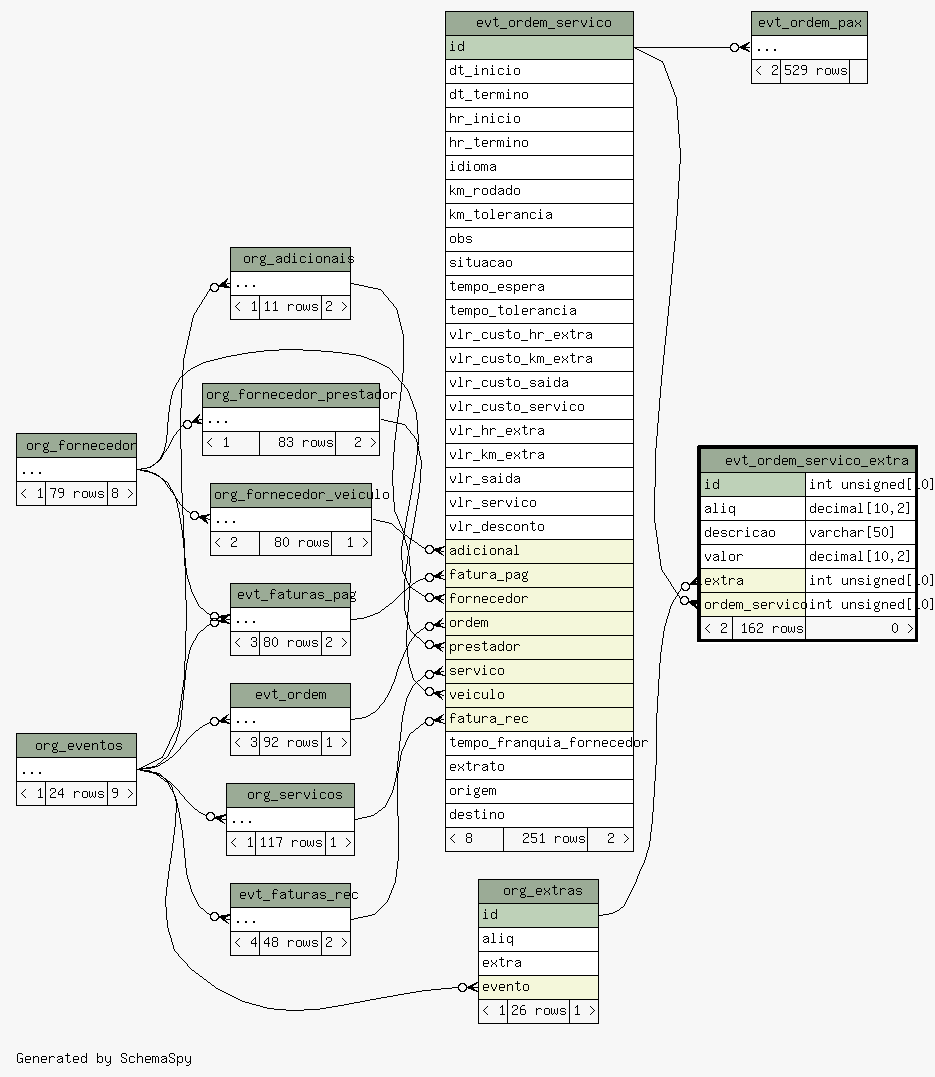 evt_ordem_servico
id
dt_inicio
dt_termino
hr_inicio
hr_termino
idioma
km_rodado
km_tolerancia
obs
situacao
tempo_espera
tempo_tolerancia
vlr_custo_hr_extra
vlr_custo_km_extra
vlr_custo_saida
vlr_custo_servico
vlr_hr_extra
vlr_km_extra
vlr_saida
vlr_servico
vlr_desconto
adicional
fatura_pag
fornecedor
ordem
prestador
servico
veiculo
fatura_rec
tempo_franquia_fornecedor
extrato
origem
destino
< 8 251 rows 2 >
evt_ordem_pax
...
< 2 529 rows
org_adicionais
...
< 1 11 rows 2 >
org_fornecedor_prestador
...
< 1 83 rows 2 >
org_fornecedor
...
< 1 79 rows 8 >
org_fornecedor_veiculo
...
< 2 80 rows 1 >
evt_faturas_pag
...
< 3 80 rows 2 >
evt_ordem
...
< 3 92 rows 1 >
org_eventos
...
< 1 24 rows 9 >
org_servicos
...
< 1 117 rows 1 >
evt_faturas_rec
...
< 4 48 rows 2 >
evt_ordem_servico_extra
id int unsigned[10]
aliq decimal[10,2]
descricao varchar[50]
valor decimal[10,2]
extra int unsigned[10]
ordem_servico int unsigned[10]
< 2 162 rows 0 >
org_extras
id
aliq
extra
evento
< 1 26 rows 1 >
Generated by SchemaSpy